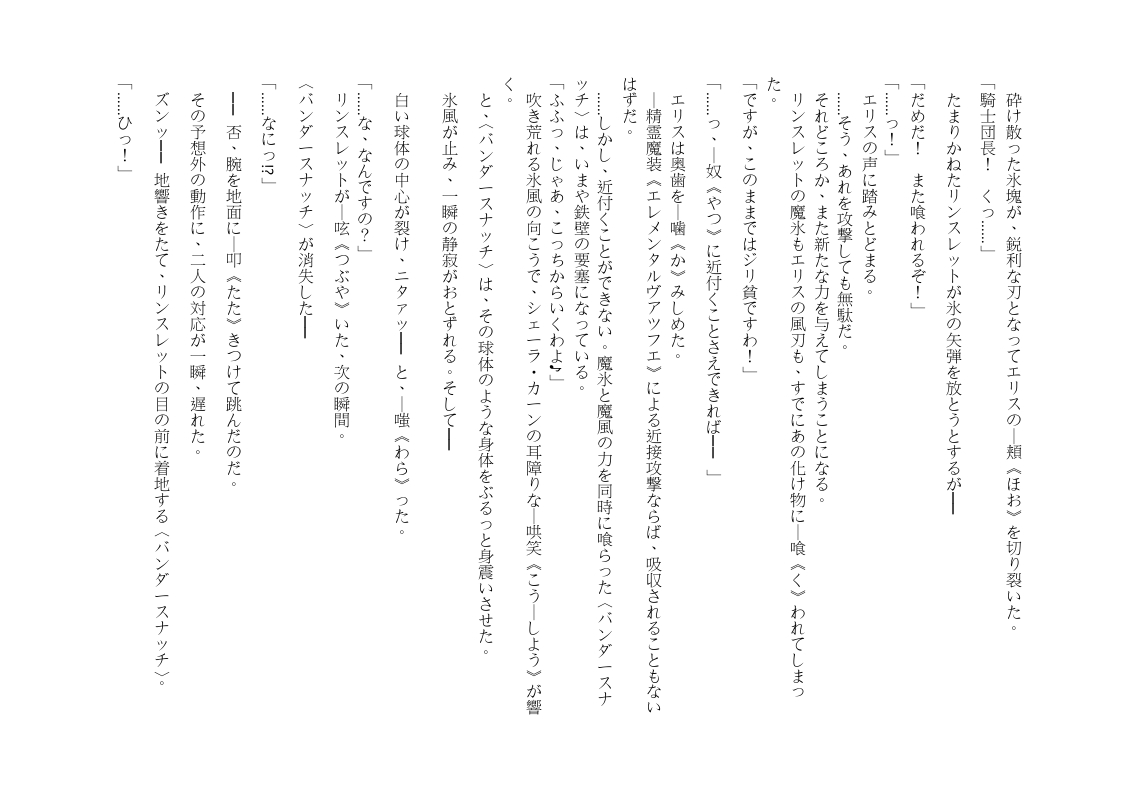 砕け散った氷塊が、鋭利な刃となってエリスの―頬《ほお》を切り裂いた。
「騎士団長！　くっ……」
　たまりかねたリンスレットが氷の矢弾を放とうとするが━━
「だめだ！　また喰われるぞ！」
「……っ！」
　エリスの声に踏みとどまる。
　……そう、あれを攻撃しても無駄だ。
　それどころか、また新たな力を与えてしまうことになる。
　リンスレットの魔氷もエリスの風刃も、すでにあの化け物に―喰《く》われてしまっ
た。
「ですが、このままではジリ貧ですわ！」
「……っ、―奴《やつ》に近付くことさえできれば━━　」
　エリスは奥歯を―噛《か》みしめた。
　―精霊魔装《エレメンタルヴアツフエ》による近接攻撃ならば、吸収されることもない
はずだ。
　……しかし、近付くことができない。魔氷と魔風の力を同時に喰らった〈バンダースナ
ッチ〉は、いまや鉄壁の要塞になっている。
「ふふっ、じゃあ、こっちからいくわよ」
　吹き荒れる氷風の向こうで、シェーラ・カーンの耳障りな―哄笑《こう―しよう》が響
く。
　と、〈バンダースナッチ〉は、その球体のような身体をぶるっと身震いさせた。
　氷風が止み、一瞬の静寂がおとずれる。そして━━
　白い球体の中心が裂け、ニタァッ━━　と、―嗤《わら》った。
「……な、なんですの？」
　リンスレットが―呟《つぶや》いた、次の瞬間。
〈バンダースナッチ〉が消失した━━
「……なにっ!?」
　━━　否、腕を地面に―叩《たた》きつけて跳んだのだ。
　その予想外の動作に、二人の対応が一瞬、遅れた。
　ズンッ━━　地響きをたて、リンスレットの目の前に着地する〈バンダースナッチ〉。
「……ひっ！」